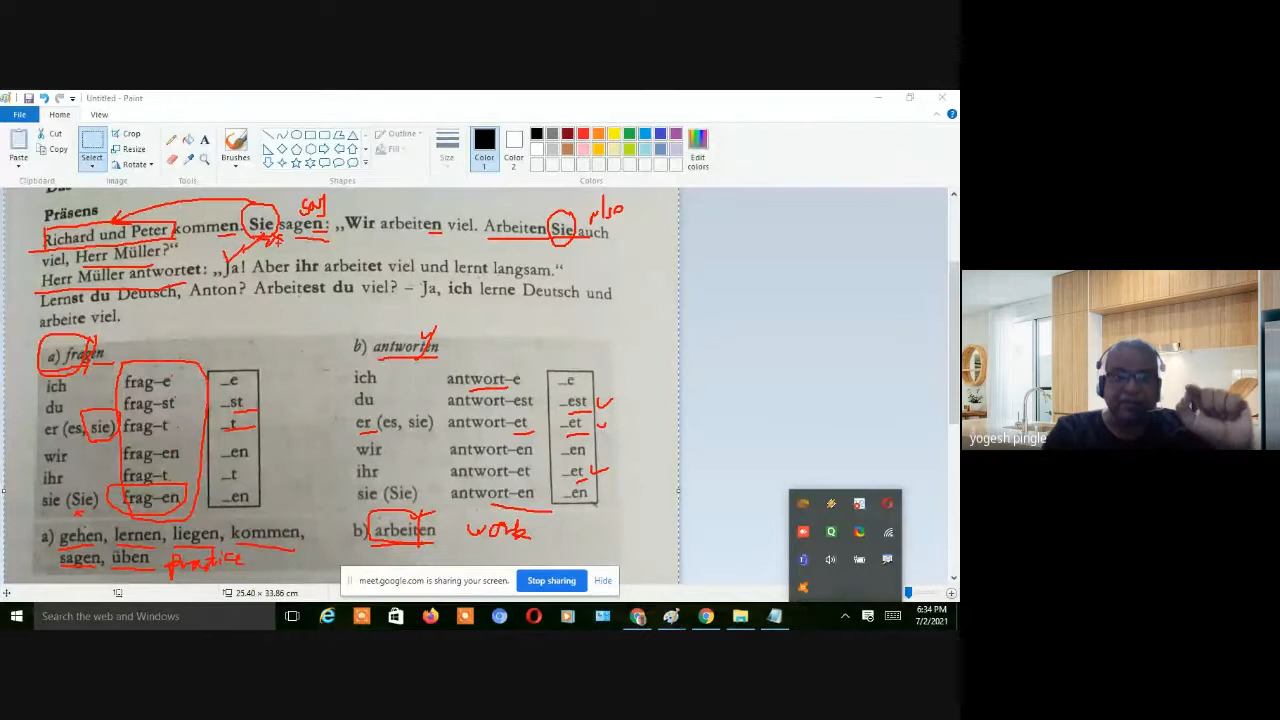 Untitled - Paint
File Home View
Paste
Cut
Copy
Clipboard
Select
Crop
Resize
Rotate
Image
Tools
Brushes
Shapes
Outline
Fill
Size
Color 1
Color 2
Colors
Edit colors
Präsens
say
also
Richard und Peter kommen. Sie sagen: „Wir arbeiten viel. Arbeiten Sie auch
viel, Herr Müller?“
Herr Müller antwortet: „Ja! Aber ihr arbeitet viel und lernt langsam.“
Lernst du Deutsch, Anton? Arbeitest du viel? – Ja, ich lerne Deutsch und
arbeite viel.
a) fragen
ich frag–e _e
du frag–st _st
er (es, sie) frag–t _t
wir frag–en _en
ihr frag–t _t
sie (Sie) frag–en _en
a) gehen, lernen, liegen, kommen,
sagen, üben practice
b) antworten
ich antwort–e _e
du antwort–est _est
er (es, sie) antwort–et _et
wir antwort–en _en
ihr antwort–et _et
sie (Sie) antwort–en _en
b) arbeiten work
meet.google.com is sharing your screen. Stop sharing Hide
25.40 × 33.86 cm
Search the web and Windows
6:34 PM
7/2/2021
yogesh pingle